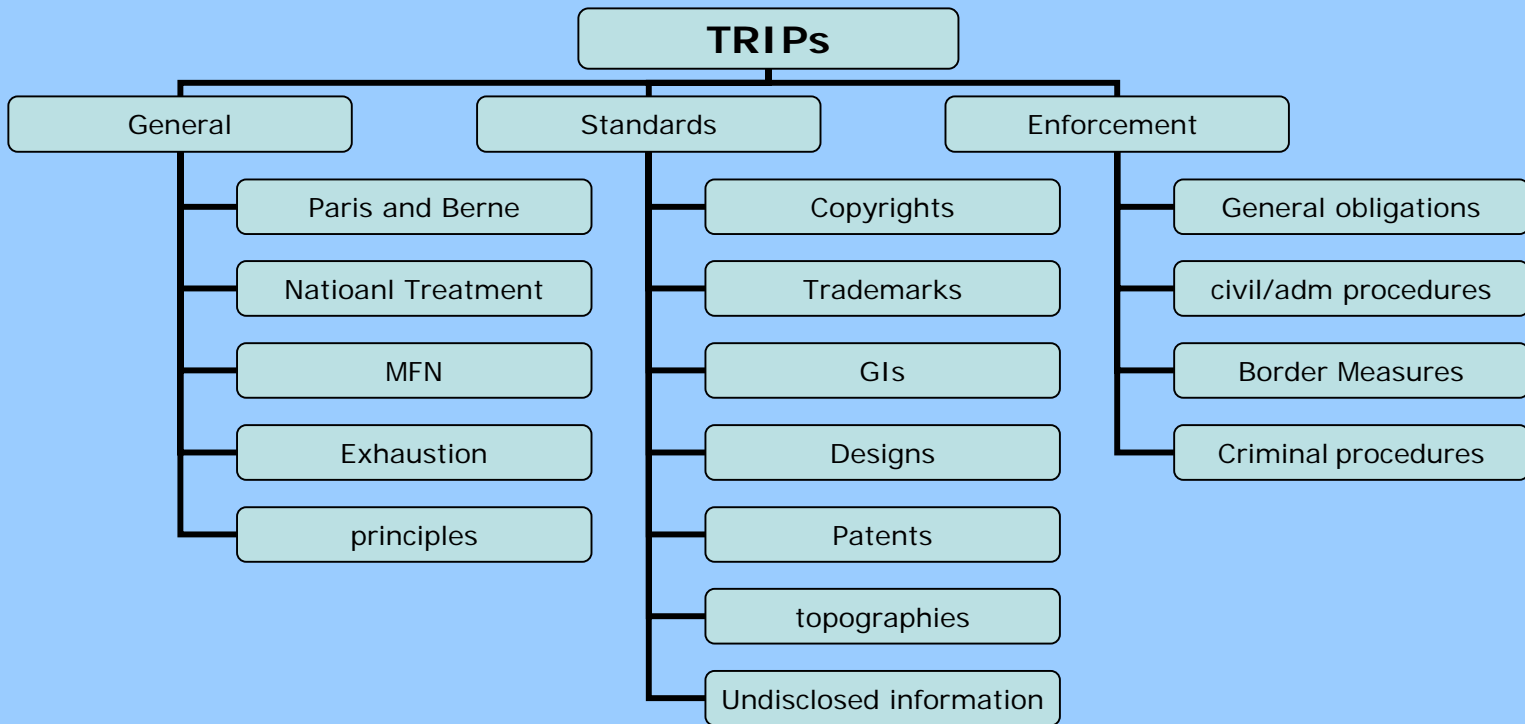 TRIPs
General
Standards
Enforcement
Paris and Berne
Natioanl Treatment
MFN
Exhaustion
principles
Copyrights
Trademarks
GIs
Designs
Patents
topographies
Undisclosed information
General obligations
civil/adm procedures
Border Measures
Criminal procedures